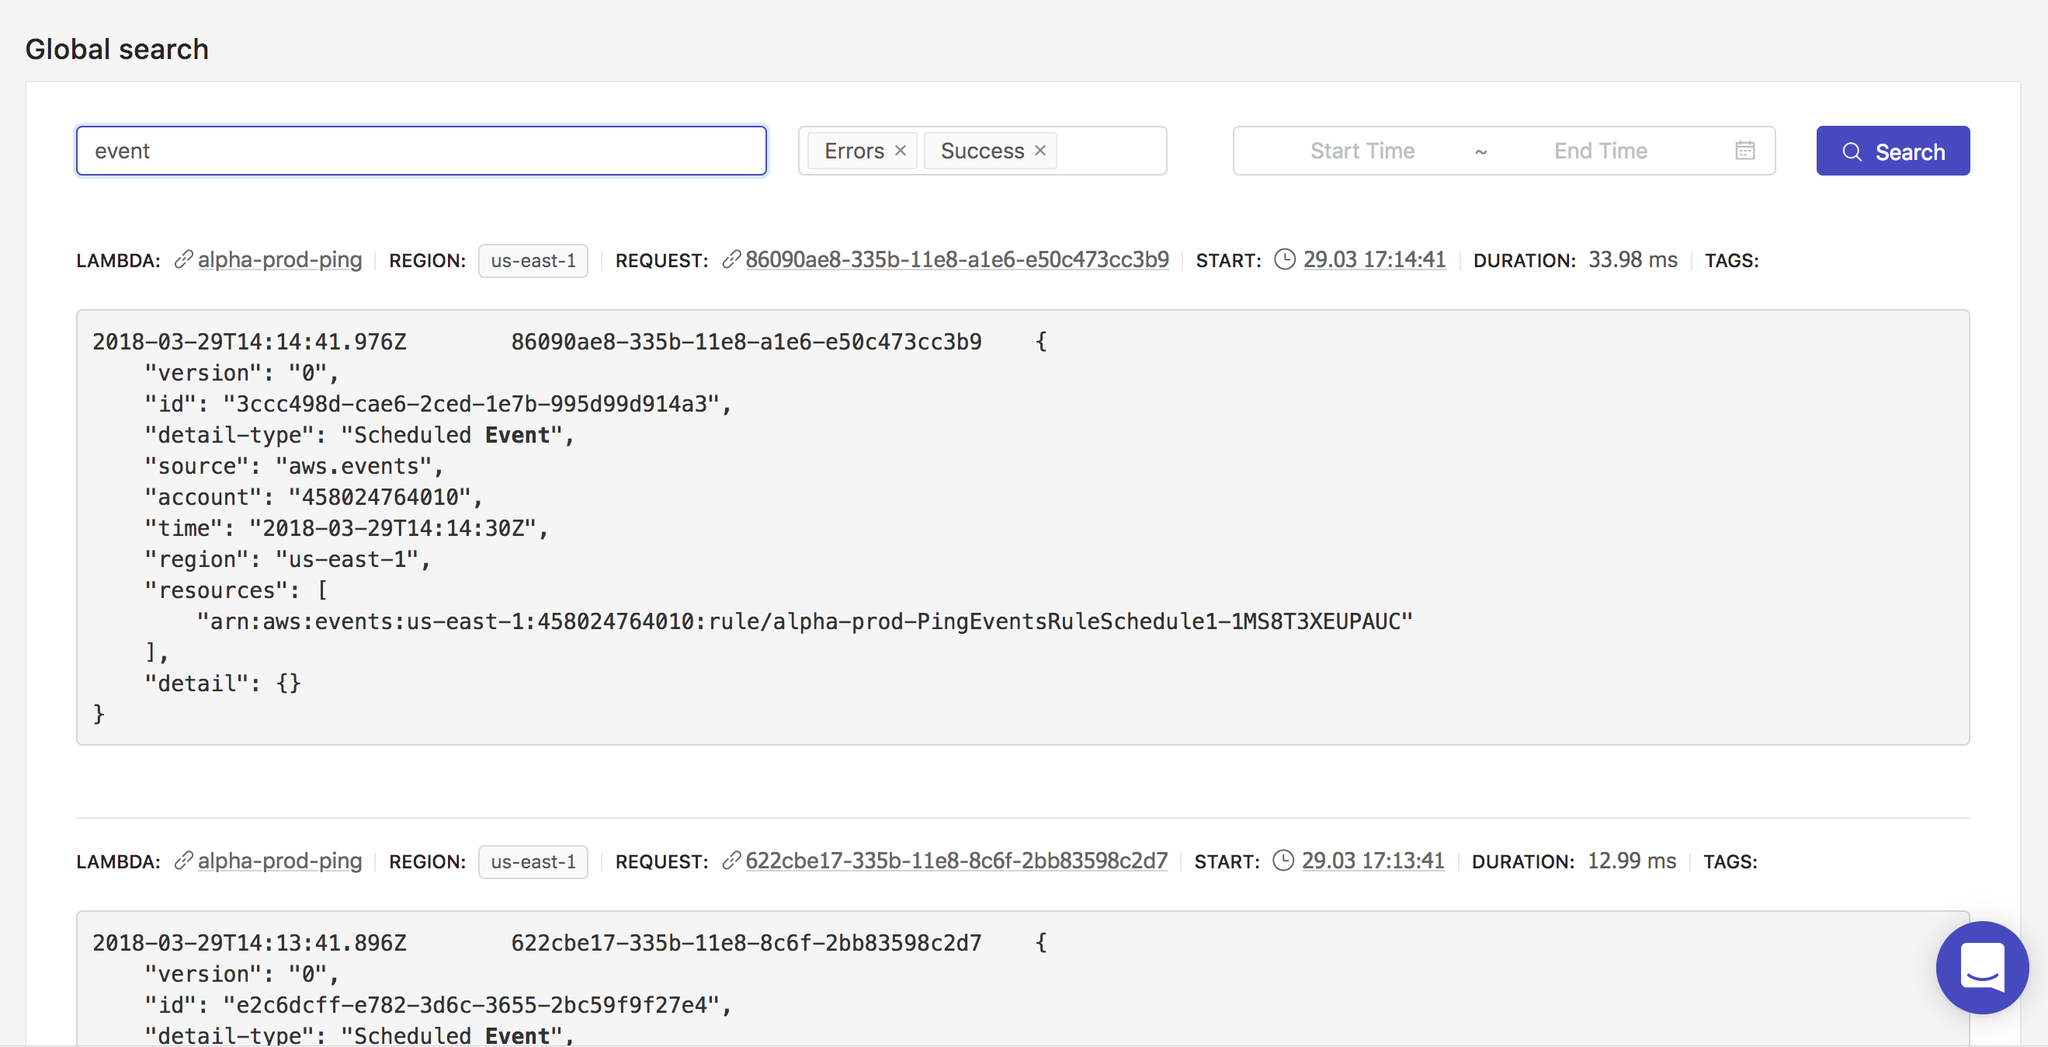 Global search
event Errors × Success × Start Time ~ End Time Search
LAMBDA: alpha-prod-ping REGION: us-east-1 REQUEST: 86090ae8-335b-11e8-a1e6-e50c473cc3b9 START: 29.03 17:14:41 DURATION: 33.98 ms TAGS:
2018-03-29T14:14:41.976Z 86090ae8-335b-11e8-a1e6-e50c473cc3b9 {
"version": "0",
"id": "3ccc498d-cae6-2ced-1e7b-995d99d914a3",
"detail-type": "Scheduled Event",
"source": "aws.events",
"account": "458024764010",
"time": "2018-03-29T14:14:30Z",
"region": "us-east-1",
"resources": [
"arn:aws:events:us-east-1:458024764010:rule/alpha-prod-PingEventsRuleSchedule1-1MS8T3XEUPAUC"
],
"detail": {}
}
LAMBDA: alpha-prod-ping REGION: us-east-1 REQUEST: 622cbe17-335b-11e8-8c6f-2bb83598c2d7 START: 29.03 17:13:41 DURATION: 12.99 ms TAGS:
2018-03-29T14:13:41.896Z 622cbe17-335b-11e8-8c6f-2bb83598c2d7 {
"version": "0",
"id": "e2c6dcff-e782-3d6c-3655-2bc59f9f27e4",
"detail-type": "Scheduled Event",